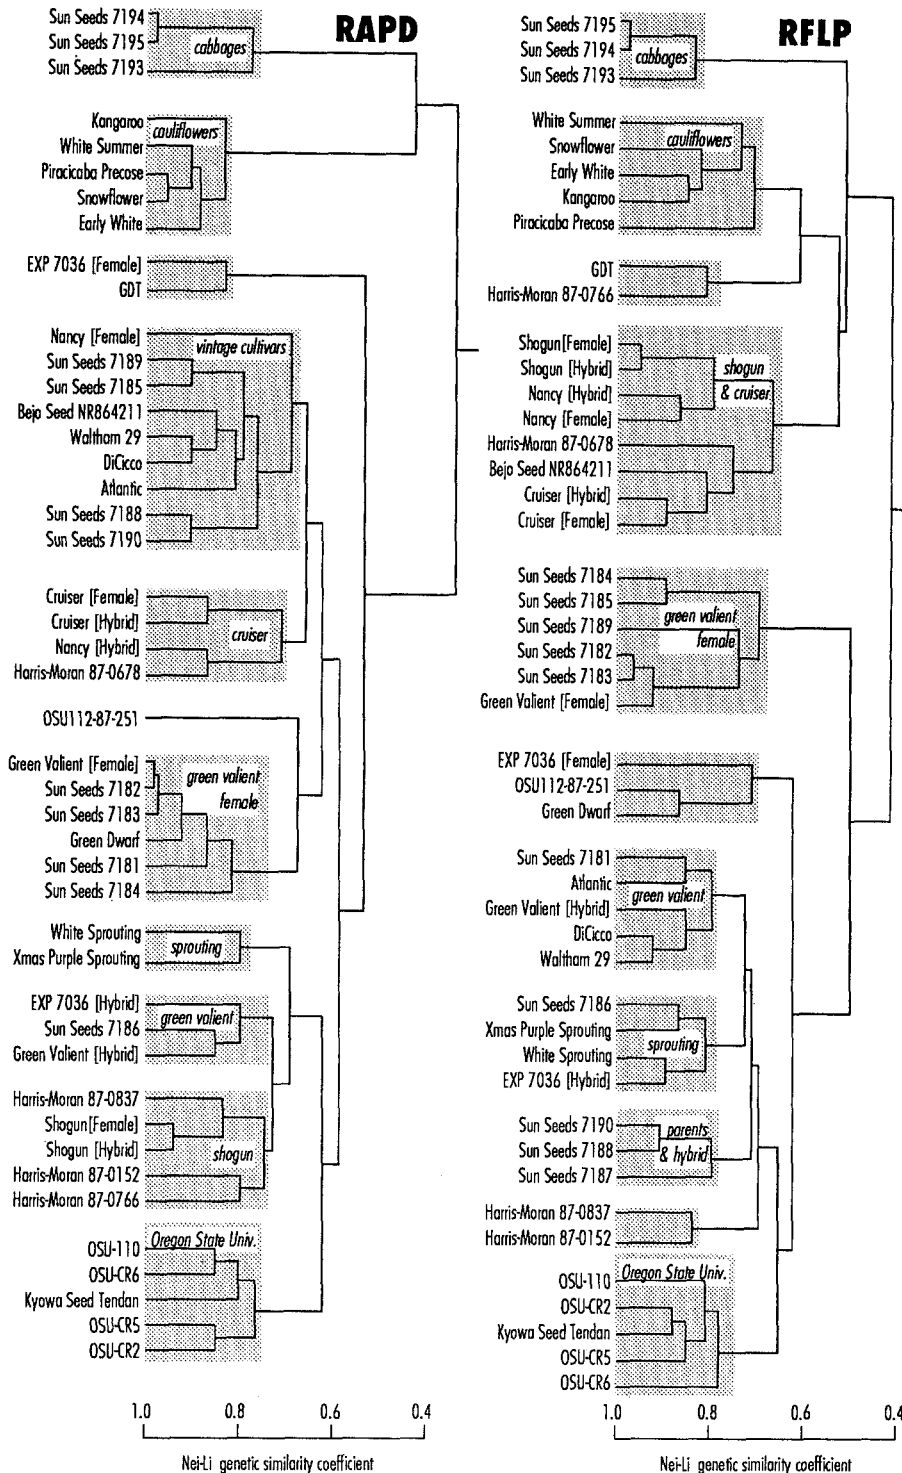 RAPD
Sun Seeds 7194
Sun Seeds 7195
cabbages
Sun Seeds 7193
Kangaroo
cauliflowers
White Summer
Piracicaba Precose
Snowflower
Early White
EXP 7036 [Female]
GDT
Nancy [Female]
vintage cultivars
Sun Seeds 7189
Sun Seeds 7185
Bejo Seed NR864211
Waltham 29
DiCicco
Atlantic
Sun Seeds 7188
Sun Seeds 7190
Cruiser [Female]
Cruiser [Hybrid]
cruiser
Nancy [Hybrid]
Harris-Moran 87-0678
OSU112-87-251
Green Valient [Female]
green valient
Sun Seeds 7182
female
Sun Seeds 7183
Green Dwarf
Sun Seeds 7181
Sun Seeds 7184
White Sprouting
sprouting
Xmas Purple Sprouting
EXP 7036 [Hybrid]
green valient
Sun Seeds 7186
Green Valient [Hybrid]
Harris-Moran 87-0837
Shogun[Female]
Shogun [Hybrid]
shogun
Harris-Moran 87-0152
Harris-Moran 87-0766
Oregon State Univ.
OSU-110
OSU-CR6
Kyowa Seed Tendan
OSU-CR5
OSU-CR2
1.0 0.8 0.6 0.4
Nei-Li genetic similarity coefficient
RFLP
Sun Seeds 7195
Sun Seeds 7194
cabbages
Sun Seeds 7193
White Summer
cauliflowers
Snowflower
Early White
Kangaroo
Piracicaba Precose
GDT
Harris-Moran 87-0766
Shogun[Female]
Shogun [Hybrid]
shogun
& cruiser
Nancy [Hybrid]
Nancy [Female]
Harris-Moran 87-0678
Bejo Seed NR864211
Cruiser [Hybrid]
Cruiser [Female]
Sun Seeds 7184
Sun Seeds 7185
green valient
female
Sun Seeds 7189
Sun Seeds 7182
Sun Seeds 7183
Green Valient [Female]
EXP 7036 [Female]
OSU112-87-251
Green Dwarf
Sun Seeds 7181
Atlantic
green valient
Green Valient [Hybrid]
DiCicco
Waltham 29
Sun Seeds 7186
Xmas Purple Sprouting
sprouting
White Sprouting
EXP 7036 [Hybrid]
Sun Seeds 7190
parents
& hybrid
Sun Seeds 7188
Sun Seeds 7187
Harris-Moran 87-0837
Harris-Moran 87-0152
Oregon State Univ.
OSU-110
OSU-CR2
Kyowa Seed Tendan
OSU-CR5
OSU-CR6
1.0 0.8 0.6 0.4
Nei-Li genetic similarity coefficient